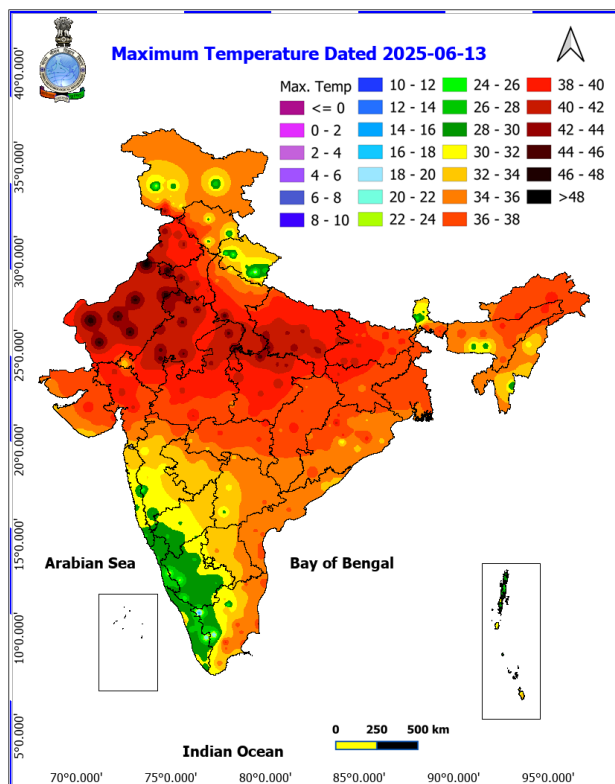 Maximum Temperature Dated 2025-06-13
Max. Temp
<= 0
0 - 2
2 - 4
4 - 6
6 - 8
8 - 10
10 - 12
12 - 14
14 - 16
16 - 18
18 - 20
20 - 22
22 - 24
24 - 26
26 - 28
28 - 30
30 - 32
32 - 34
34 - 36
36 - 38
38 - 40
40 - 42
42 - 44
44 - 46
46 - 48
>48
40°0.000'
35°0.000'
30°0.000'
25°0.000'
20°0.000'
15°0.000'
10°0.000'
5°0.000'
Arabian Sea
Bay of Bengal
Indian Ocean
0 250 500 km
70°0.000' 75°0.000' 80°0.000' 85°0.000' 90°0.000' 95°0.000'